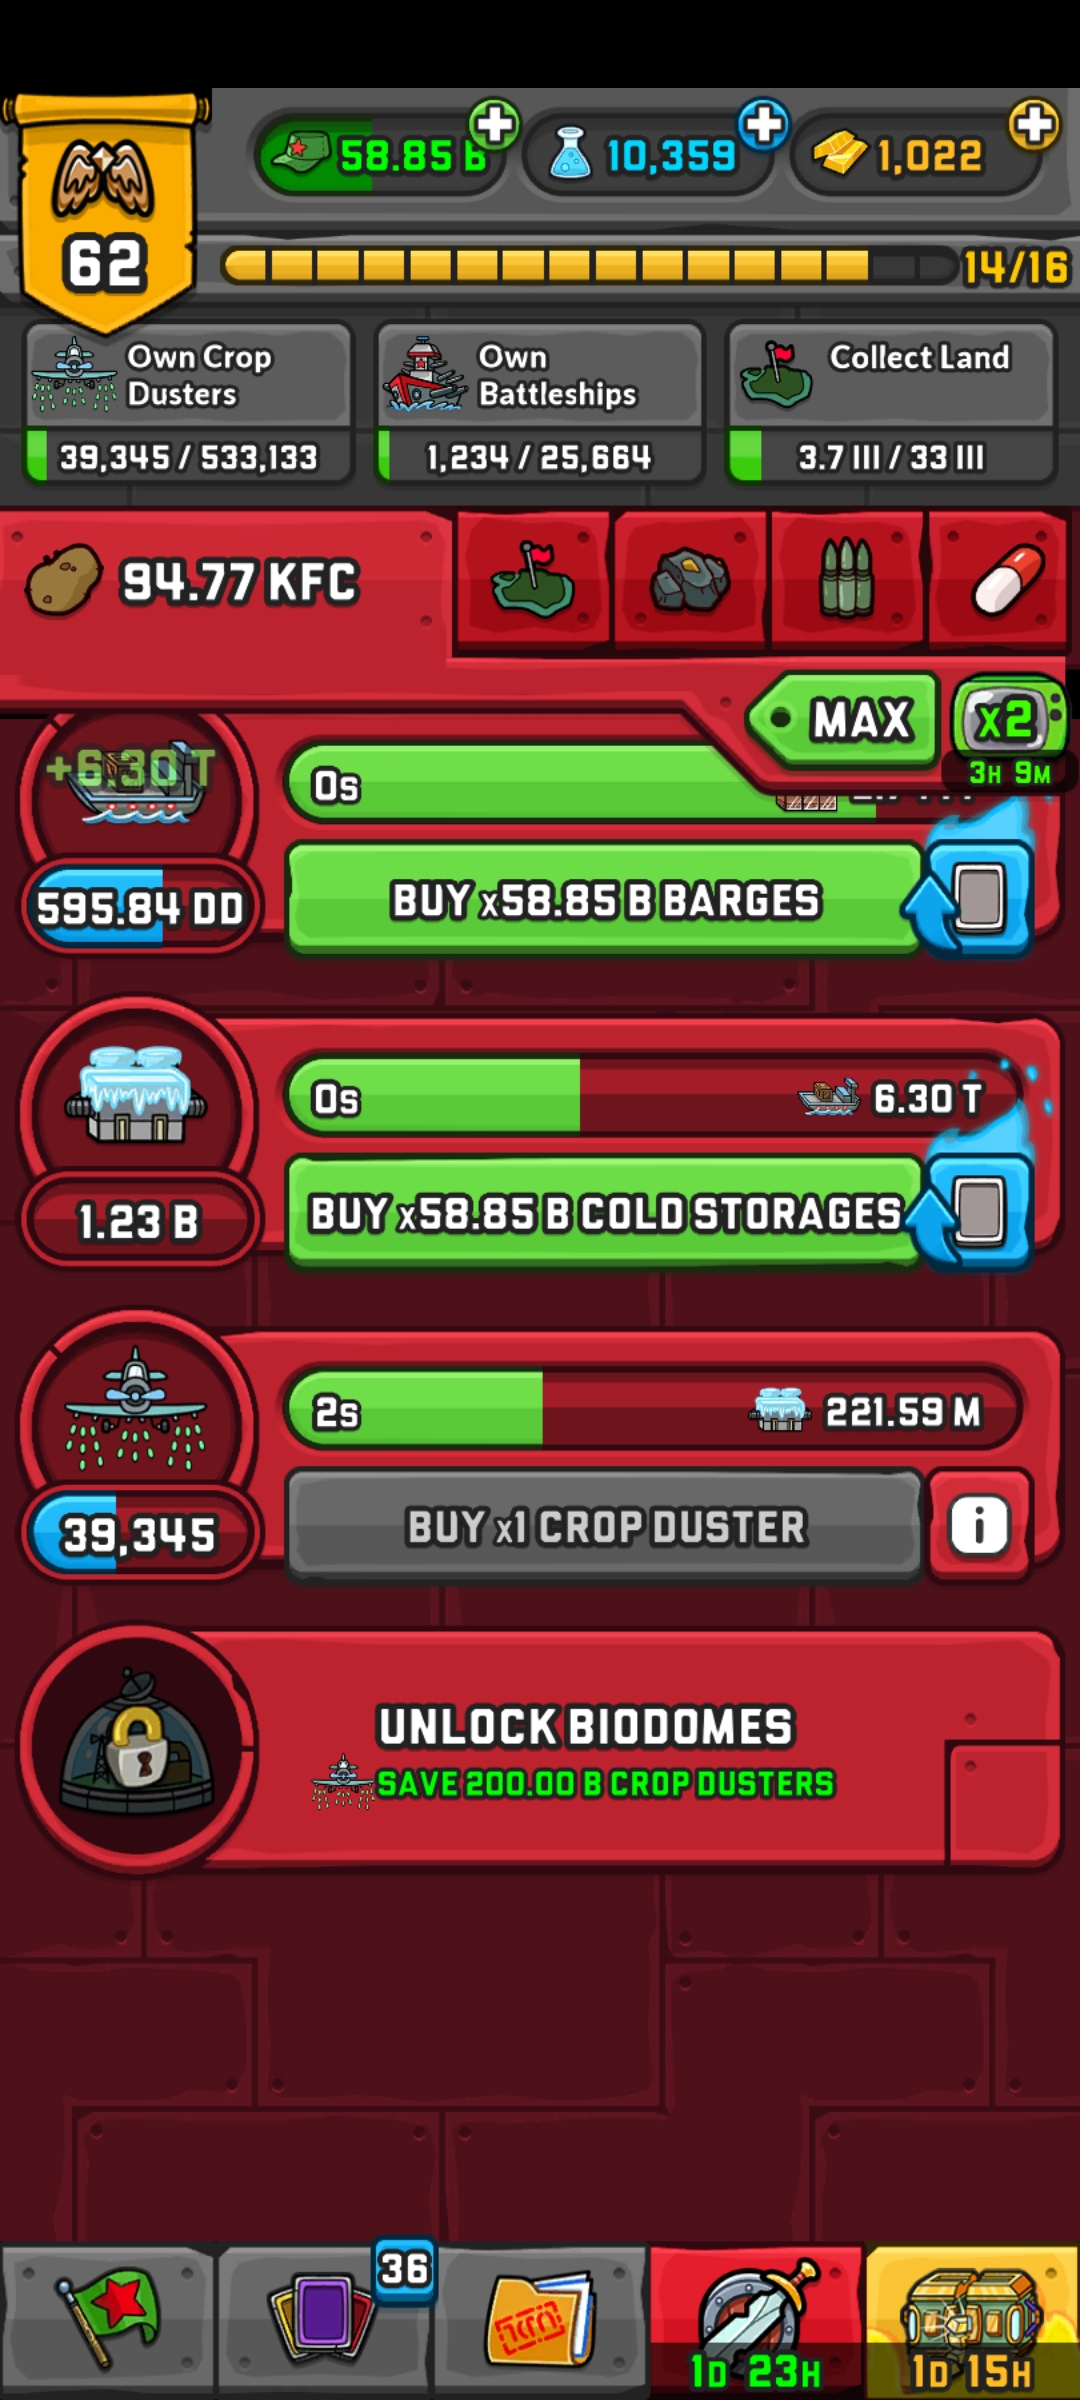 62
58.85 B
10,359
1,022
14/16
Own Crop
Dusters
39,345 / 533,133
Own
Battleships
1,234 / 25,664
Collect Land
3.7 III / 33 III
94.77 KFC
MAX
X2
3H 9M
+6.30 T
0s
595.84 DD
BUY x58.85 B BARGES
0s
6.30 T
1.23 B
BUY x58.85 B COLD STORAGES
2s
221.59 M
39,345
BUY x1 CROP DUSTER
i
UNLOCK BIODOMES
SAVE 200.00 B CROP DUSTERS
36
1D 23H
1D 15H